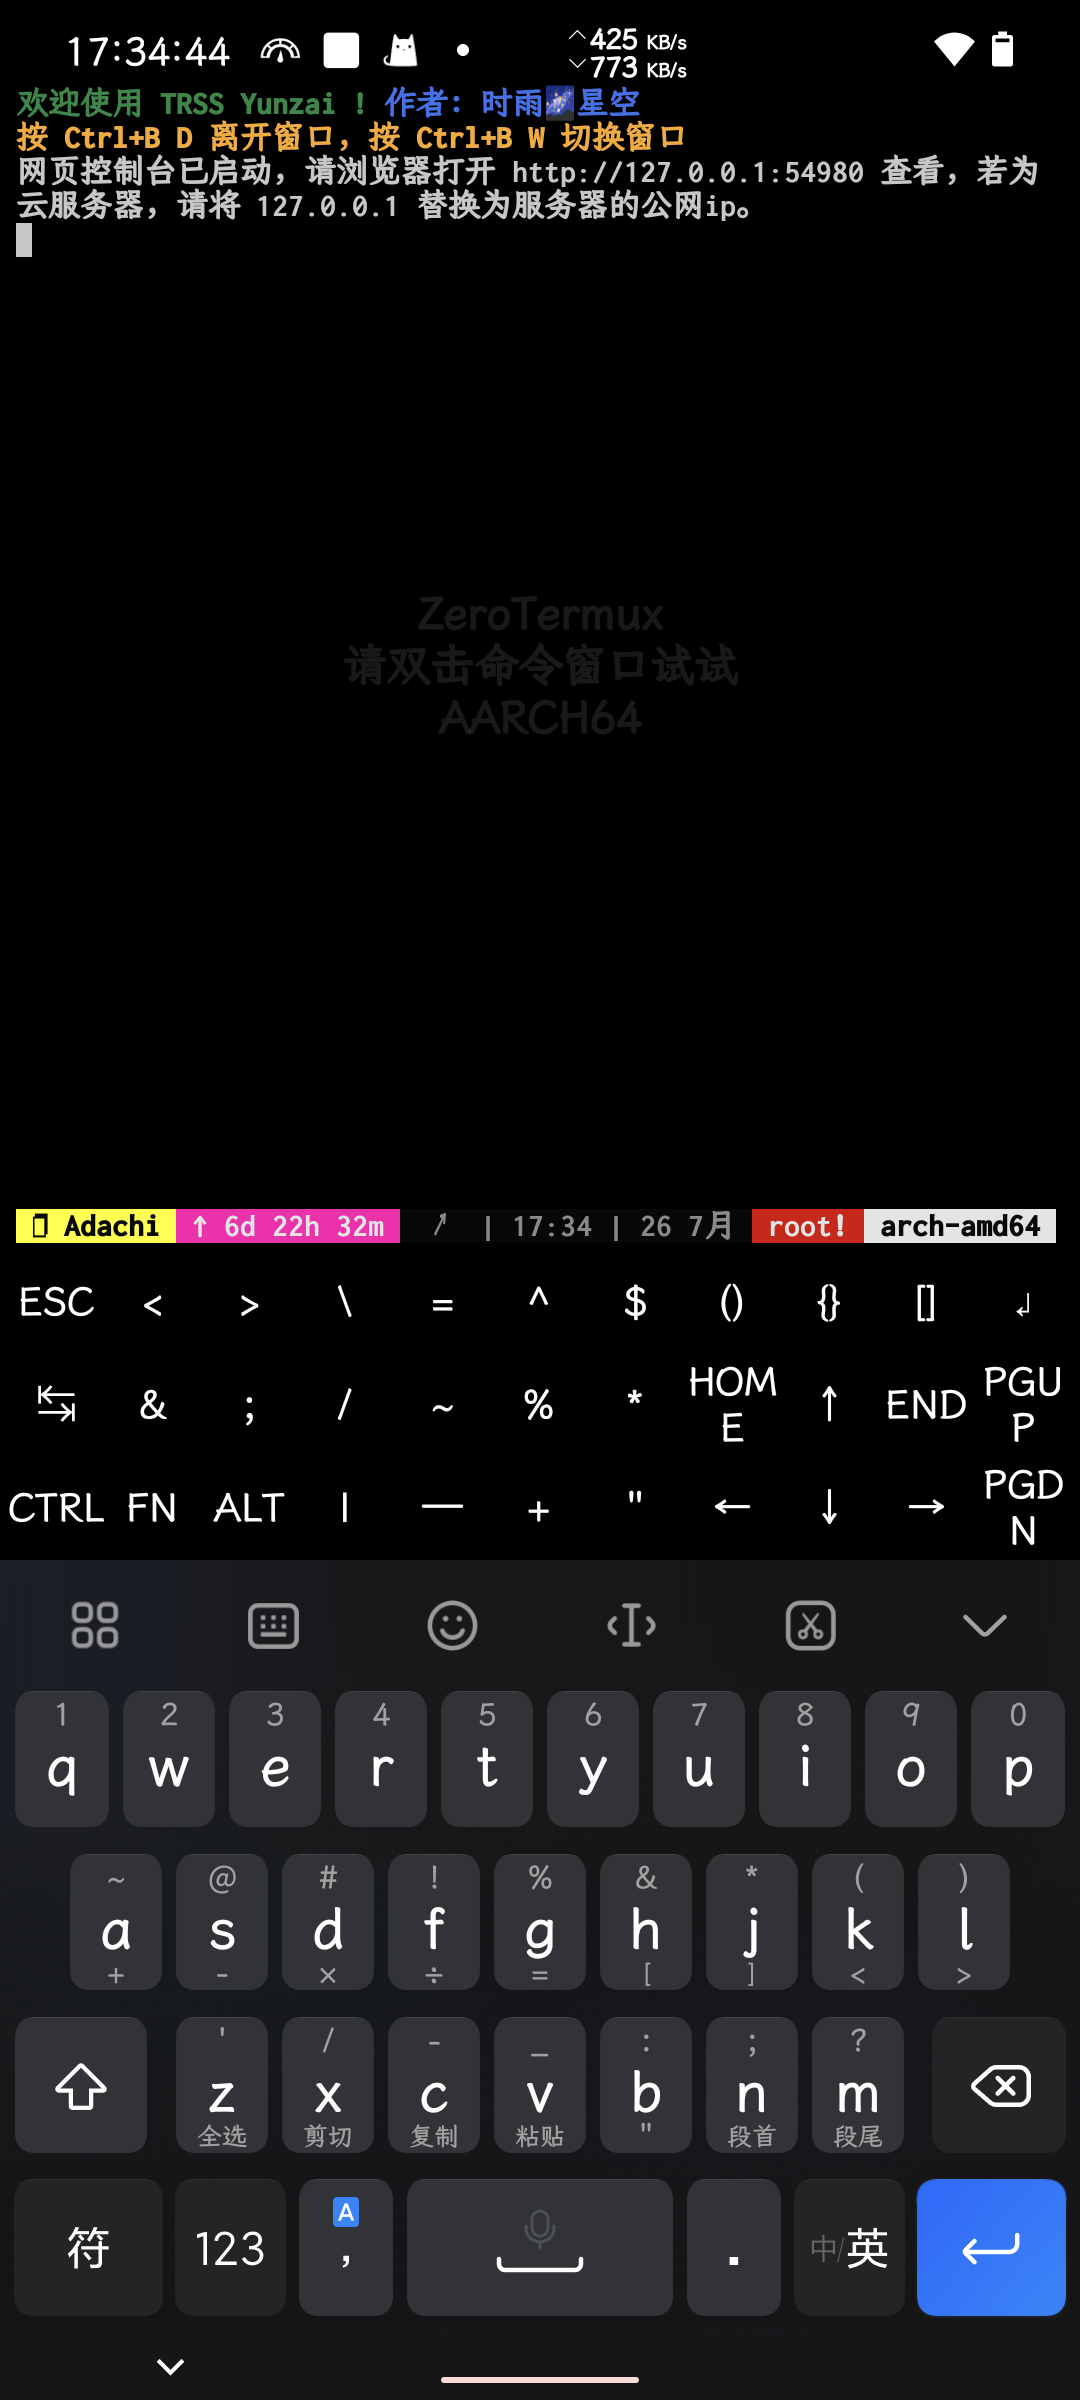 17:34:44 425 KB/s
773 KB/s
欢迎使用 TRSS Yunzai ! 作者: 时雨🌌星空
按 Ctrl+B D 离开窗口, 按 Ctrl+B W 切换窗口
网页控制台已启动, 请浏览器打开 http://127.0.0.1:54980 查看, 若为
云服务器, 请将 127.0.0.1 替换为服务器的公网ip。
ZeroTermux
请双击命令窗口试试
AARCH64
Adachi ↑ 6d 22h 32m ↗ | 17:34 | 26 7月 root! arch-amd64
ESC < > \ = ^ $ () {} [] ↲
↹ & ; / ~ % * HOME ↑ END PGUP
CTRL FN ALT | — + " ← ↓ → PGDN
1 2 3 4 5 6 7 8 9 0
q w e r t y u i o p
~ @ # ! % & * ( )
a s d f g h j k l
+ - × ÷ = [ ] < >
' / - _ : ; ?
z x c v b n m
全选 剪切 复制 粘贴 " 段首 段尾
符 123 A , . 中/英